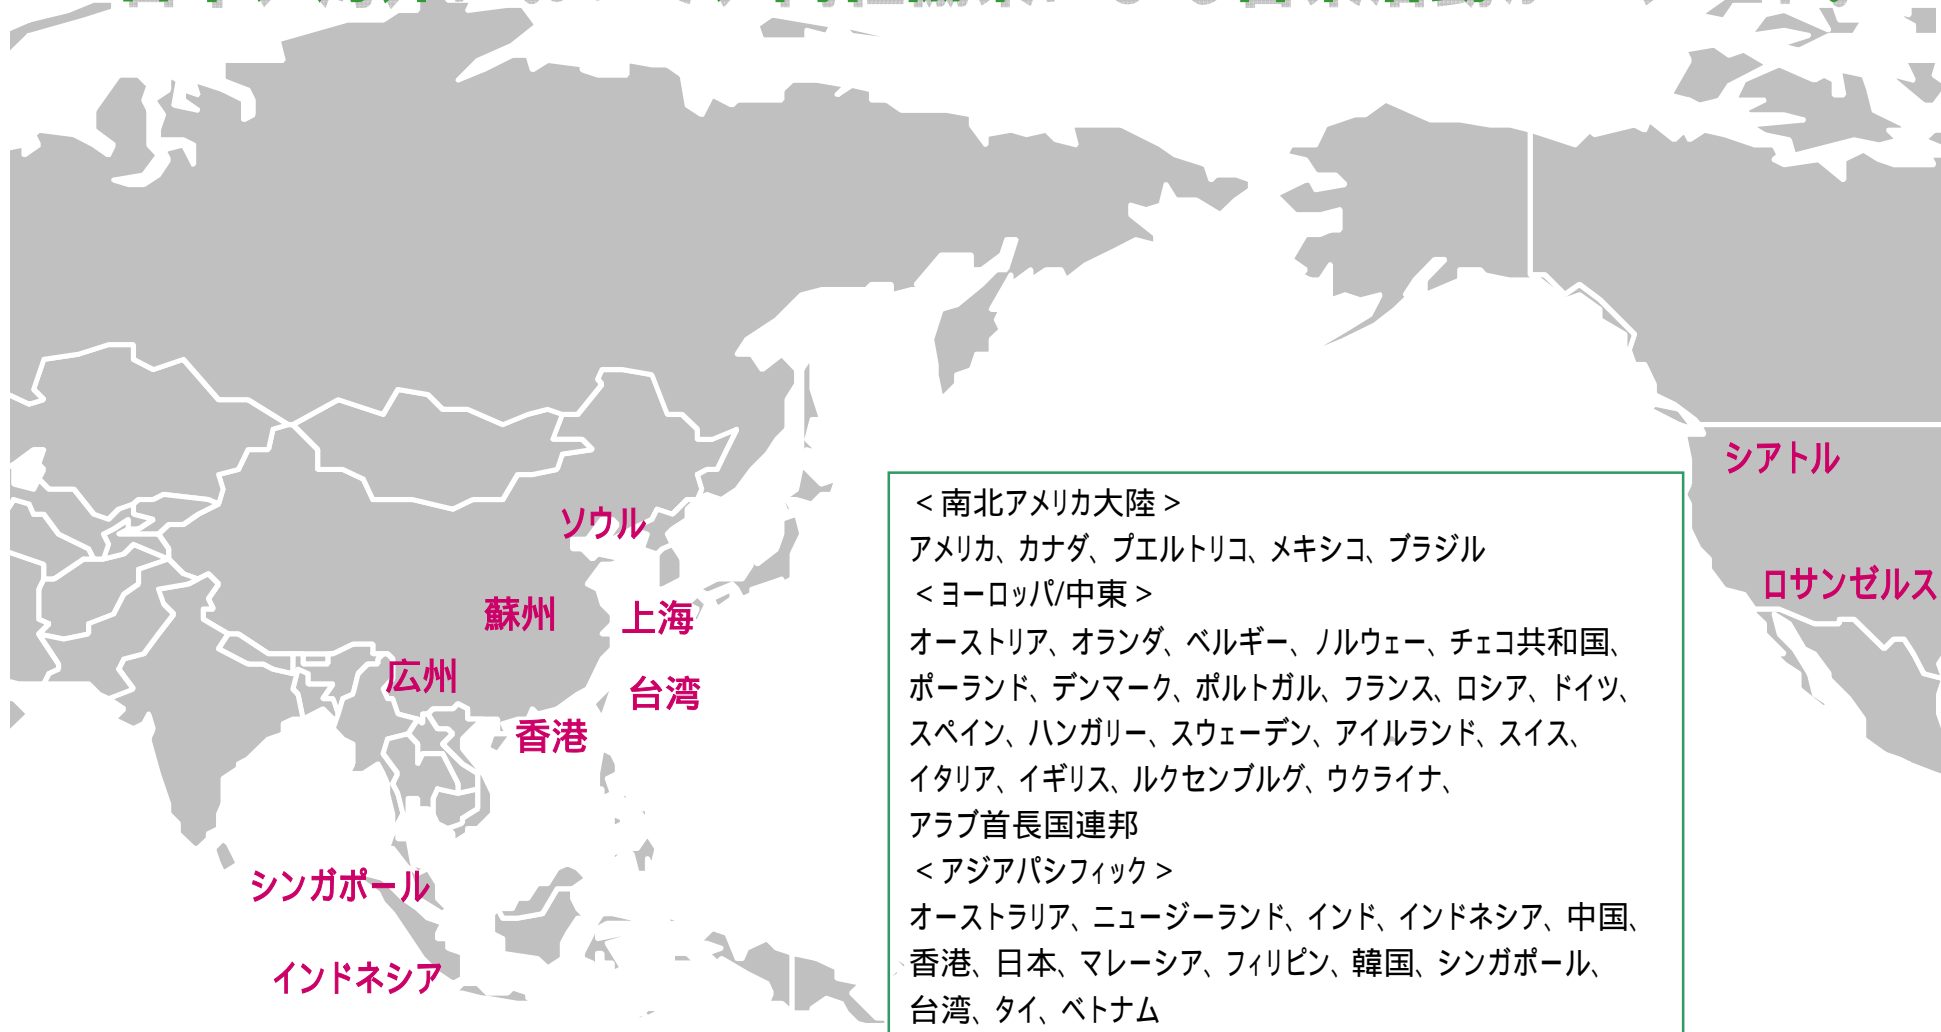 シアトル
ソウル
ロサンゼルス
蘇州
上海
広州
台湾
香港
シンガポール
インドネシア
＜南北アメリカ大陸＞
アメリカ、カナダ、プエルトリコ、メキシコ、ブラジル
＜ヨーロッパ/中東＞
オーストリア、オランダ、ベルギー、ノルウェー、チェコ共和国、
ポーランド、デンマーク、ポルトガル、フランス、ロシア、ドイツ、
スペイン、ハンガリー、スウェーデン、アイルランド、スイス、
イタリア、イギリス、ルクセンブルグ、ウクライナ、
アラブ首長国連邦
＜アジアパシフィック＞
オーストラリア、ニュージーランド、インド、インドネシア、中国、
香港、日本、マレーシア、フィリピン、韓国、シンガポール、
台湾、タイ、ベトナム